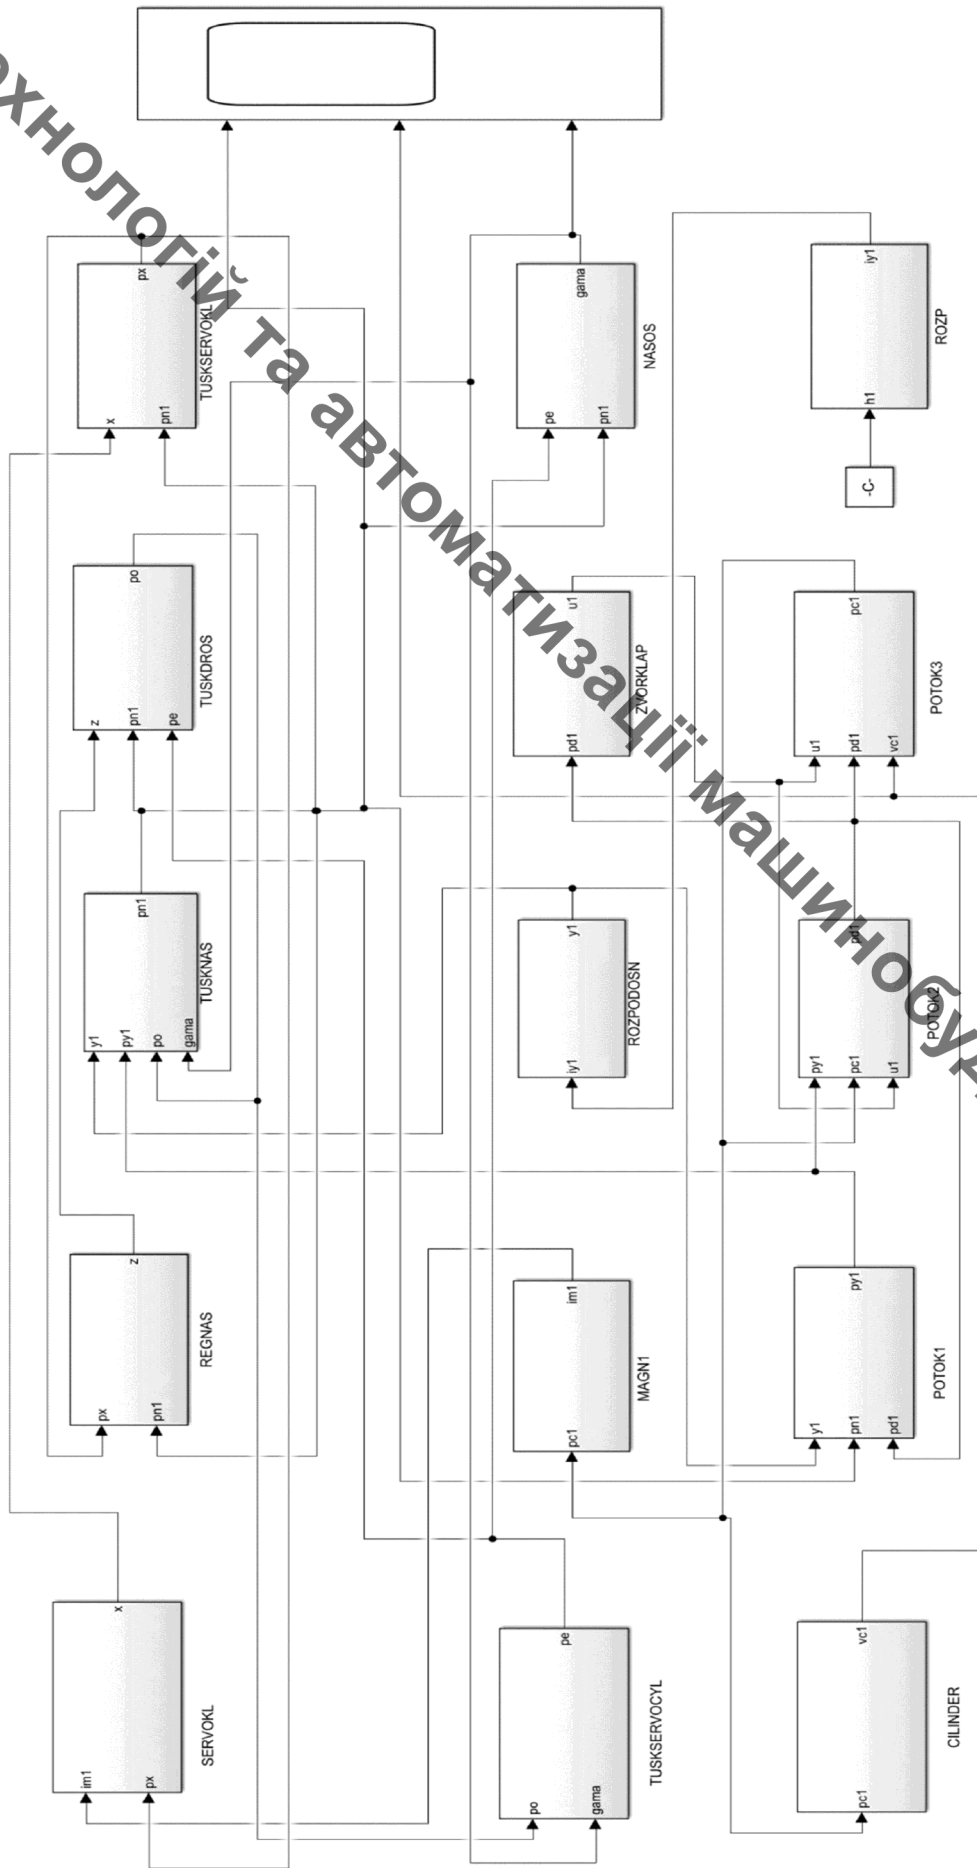 SERVOKL
im1
px
x
REGNAS
px
pn1
z
TUSKNAS
y1
py1
po
gama
pn1
TUSKDROS
z
pn1
pe
po
TUSKSERVOKL
x
pn1
px
TUSKSERVOCYL
po
gama
pe
MAGN1
pc1
im1
ROZPODOSN
iy1
y1
ZVORKLAP
pd1
u1
NASOS
pe
pn1
gama
CILINDER
pc1
vc1
POTOK1
y1
pn1
pd1
py1
POTOK2
py1
pc1
u1
pd1
POTOK3
u1
pd1
vc1
pc1
-C-
ROZP
h1
iy1
та автоматизації